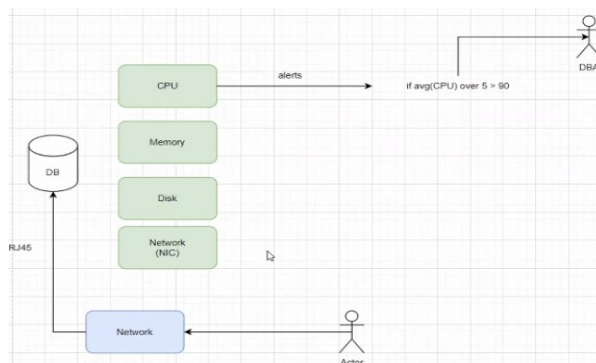 DBA
CPU
alerts
if avg(CPU) over 5 > 90
Memory
DB
Disk
RJ45
Network
(NIC)
Network
Actor